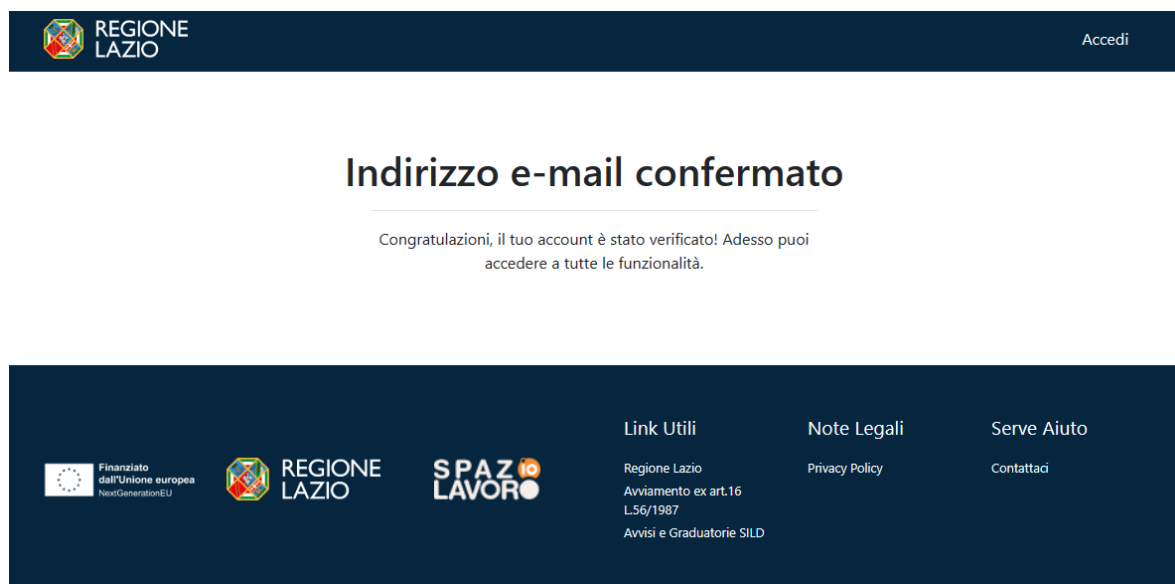 REGIONE
LAZIO
Accedi
Indirizzo e-mail confermato
Congratulazioni, il tuo account è stato verificato! Adesso puoi
accedere a tutte le funzionalità.
Finanziato
dall'Unione europea
NextGenerationEU
REGIONE
LAZIO
SPAZIO
LAVORO
Link Utili
Regione Lazio
Avviamento ex art.16
L.56/1987
Avvisi e Graduatorie SILD
Note Legali
Privacy Policy
Serve Aiuto
Contattaci